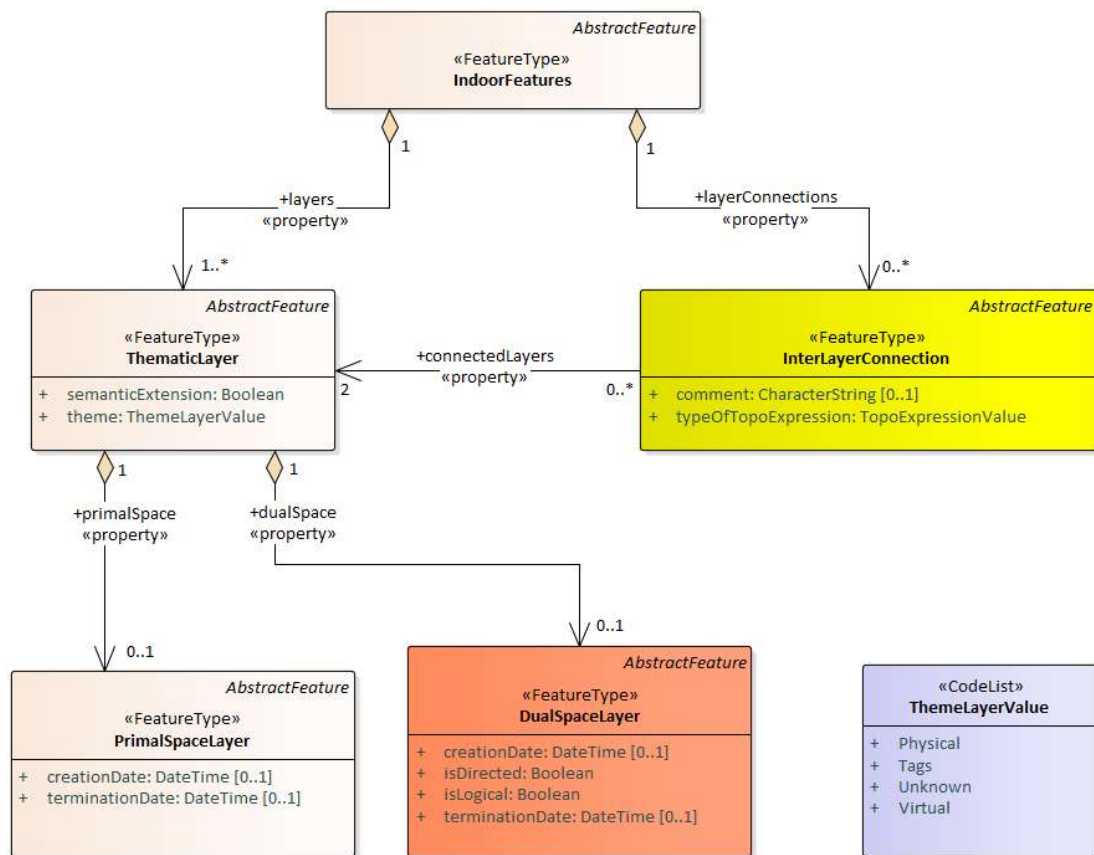 AbstractFeature
«FeatureType»
IndoorFeatures
1
1
+layers
«property»
+layerConnections
«property»
1..*
0..*
AbstractFeature
«FeatureType»
ThematicLayer
+ semanticExtension: Boolean
+ theme: ThemeLayerValue
+connectedLayers
«property»
2
0..*
AbstractFeature
«FeatureType»
InterLayerConnection
+ comment: CharacterString [0..1]
+ typeOfTopoExpression: TopoExpressionValue
1
1
+primalSpace
«property»
+dualSpace
«property»
0..1
0..1
AbstractFeature
«FeatureType»
PrimalSpaceLayer
+ creationDate: DateTime [0..1]
+ terminationDate: DateTime [0..1]
AbstractFeature
«FeatureType»
DualSpaceLayer
+ creationDate: DateTime [0..1]
+ isDirected: Boolean
+ isLogical: Boolean
+ terminationDate: DateTime [0..1]
«CodeList»
ThemeLayerValue
+ Physical
+ Tags
+ Unknown
+ Virtual